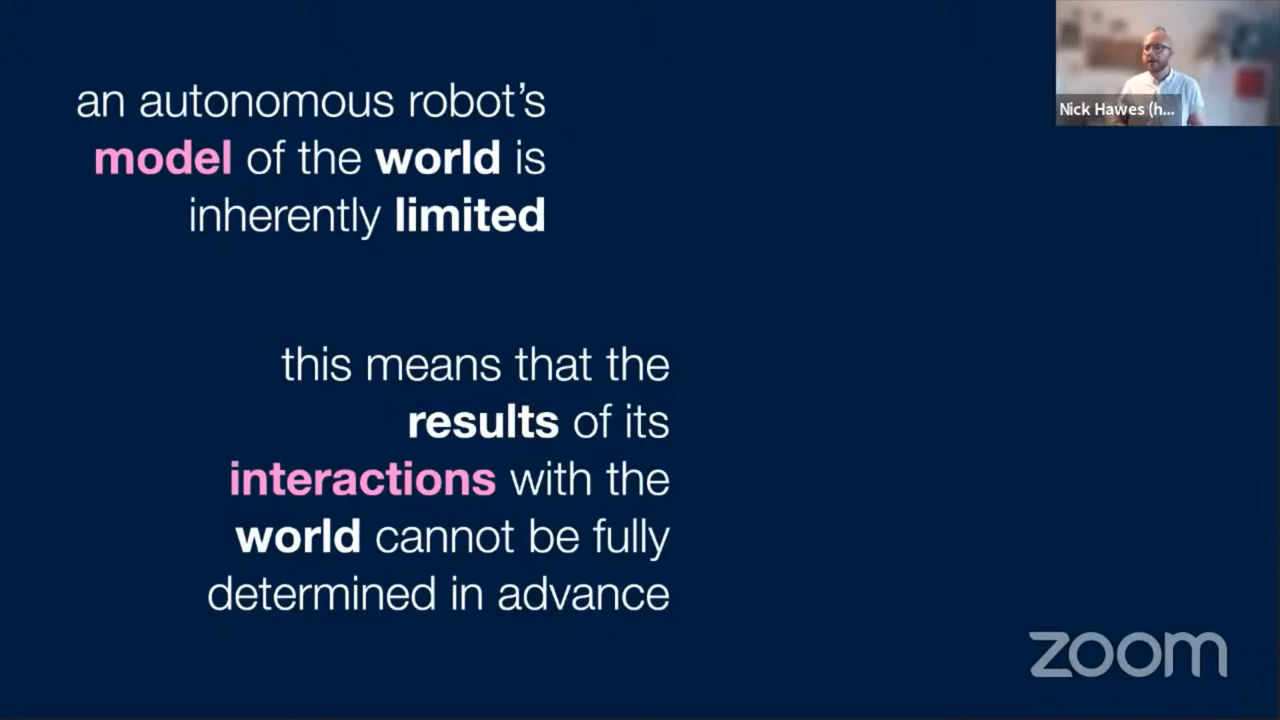 an autonomous robot’s
model of the world is
inherently limited
this means that the
results of its
interactions with the
world cannot be fully
determined in advance
Nick Hawes (h...
zoom